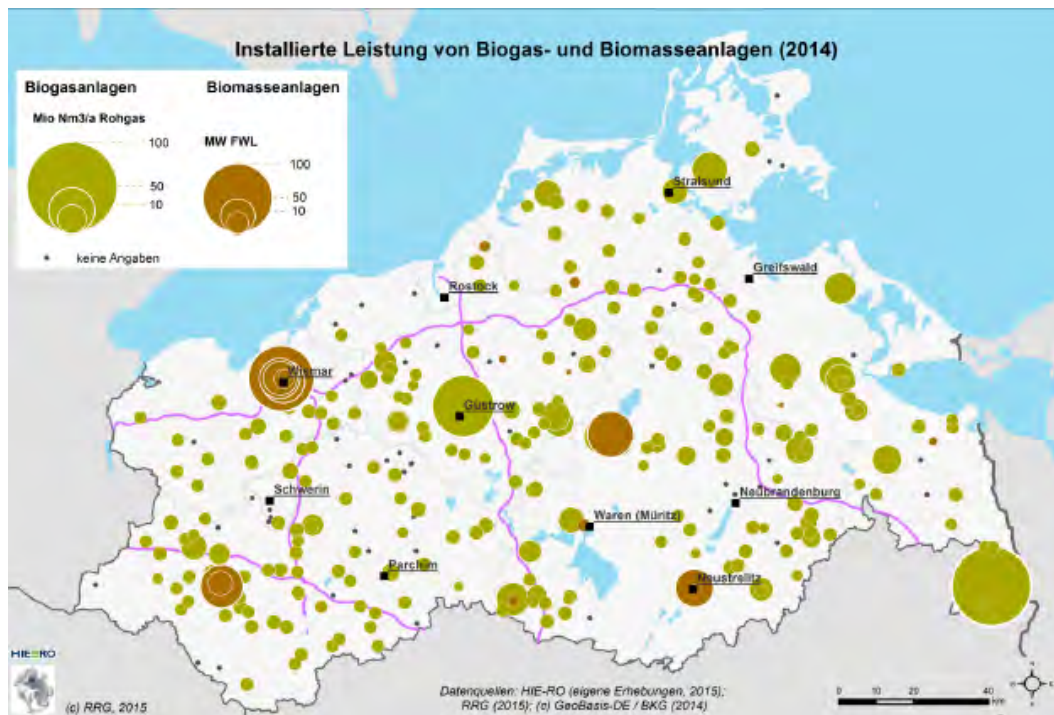 Installierte Leistung von Biogas- und Biomasseanlagen (2014)
Biogasanlagen
Biomasseanlagen
Mio Nm3/a Rohgas
MW FWL
100
50
10
100
50
10
keine Angaben
Stralsund
Greifswald
Rostock
Wismar
Güstrow
Schwerin
Neubrandenburg
Waren (Müritz)
Parchim
Neustrelitz
HIE-RO
(c) RRG, 2015
Datenquellen: HIE-RO (eigene Erhebungen, 2015);
RRG (2015); (c) GeoBasis-DE / BKG (2014)
0 10 20 40
km